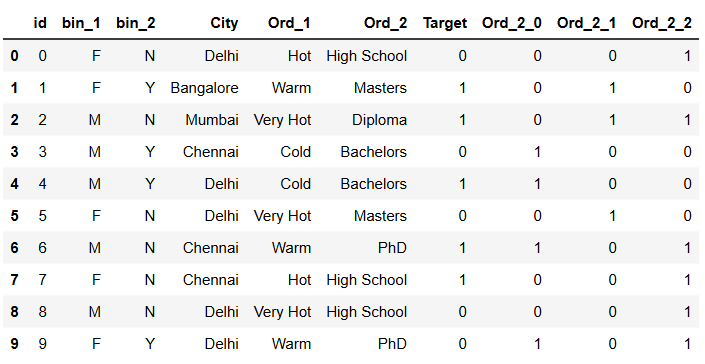 id bin_1 bin_2 City Ord_1 Ord_2 Target Ord_2_0 Ord_2_1 Ord_2_2
0 0 F N Delhi Hot High School 0 0 0 1
1 1 F Y Bangalore Warm Masters 1 0 1 0
2 2 M N Mumbai Very Hot Diploma 1 0 1 1
3 3 M Y Chennai Cold Bachelors 0 1 0 0
4 4 M Y Delhi Cold Bachelors 1 1 0 0
5 5 F N Delhi Very Hot Masters 0 0 1 0
6 6 M N Chennai Warm PhD 1 1 0 1
7 7 F N Chennai Hot High School 1 0 0 1
8 8 M N Delhi Very Hot High School 0 0 0 1
9 9 F Y Delhi Warm PhD 0 1 0 1